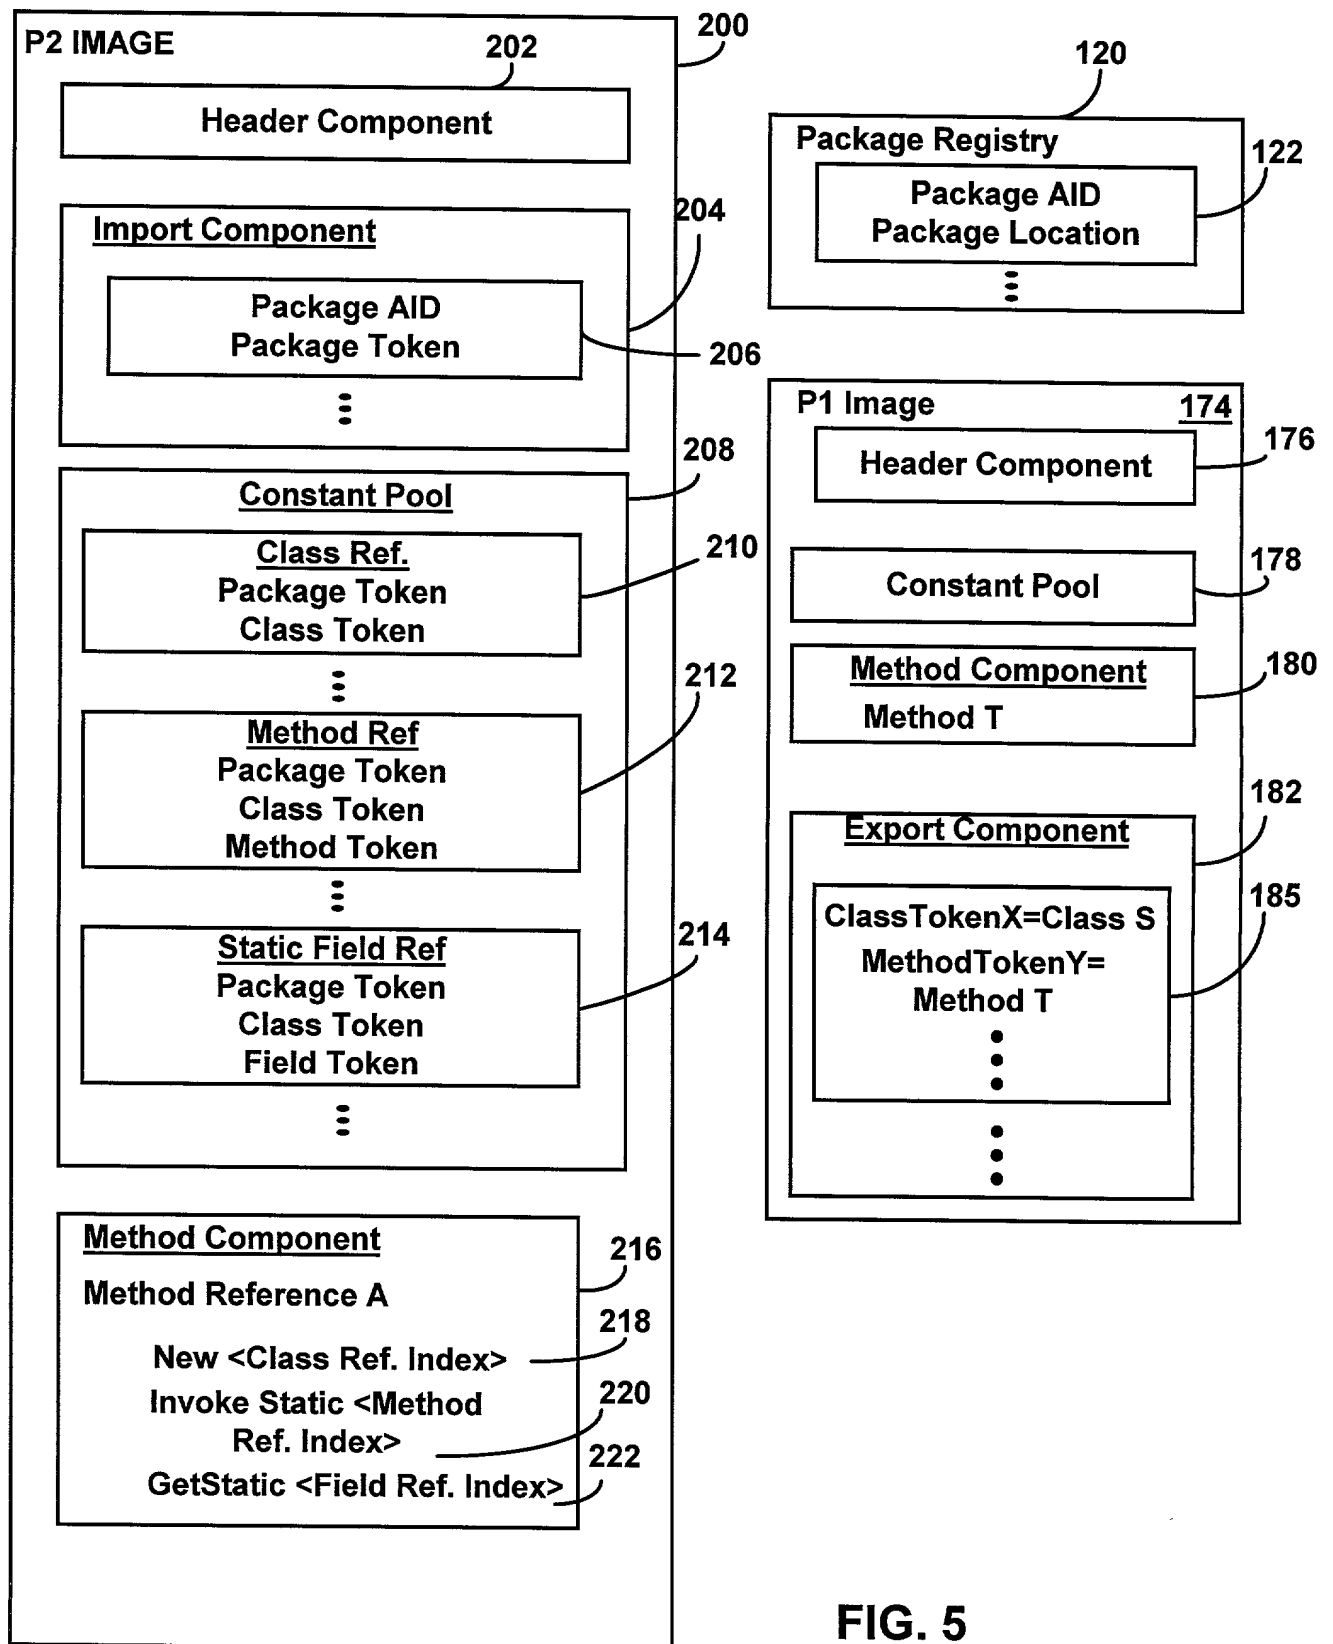 P2 IMAGE
200
202
Header Component
204
Import Component
Package AID
Package Token
206
208
Constant Pool
Class Ref.
Package Token
Class Token
210
212
Method Ref
Package Token
Class Token
Method Token
214
Static Field Ref
Package Token
Class Token
Field Token
Method Component
216
Method Reference A
218
New <Class Ref. Index>
Invoke Static <Method
Ref. Index>
220
222
GetStatic <Field Ref. Index>
120
Package Registry
122
Package AID
Package Location
P1 Image
174
176
Header Component
178
Constant Pool
Method Component
180
Method T
182
Export Component
185
ClassTokenX=Class S
MethodTokenY=
Method T
FIG. 5